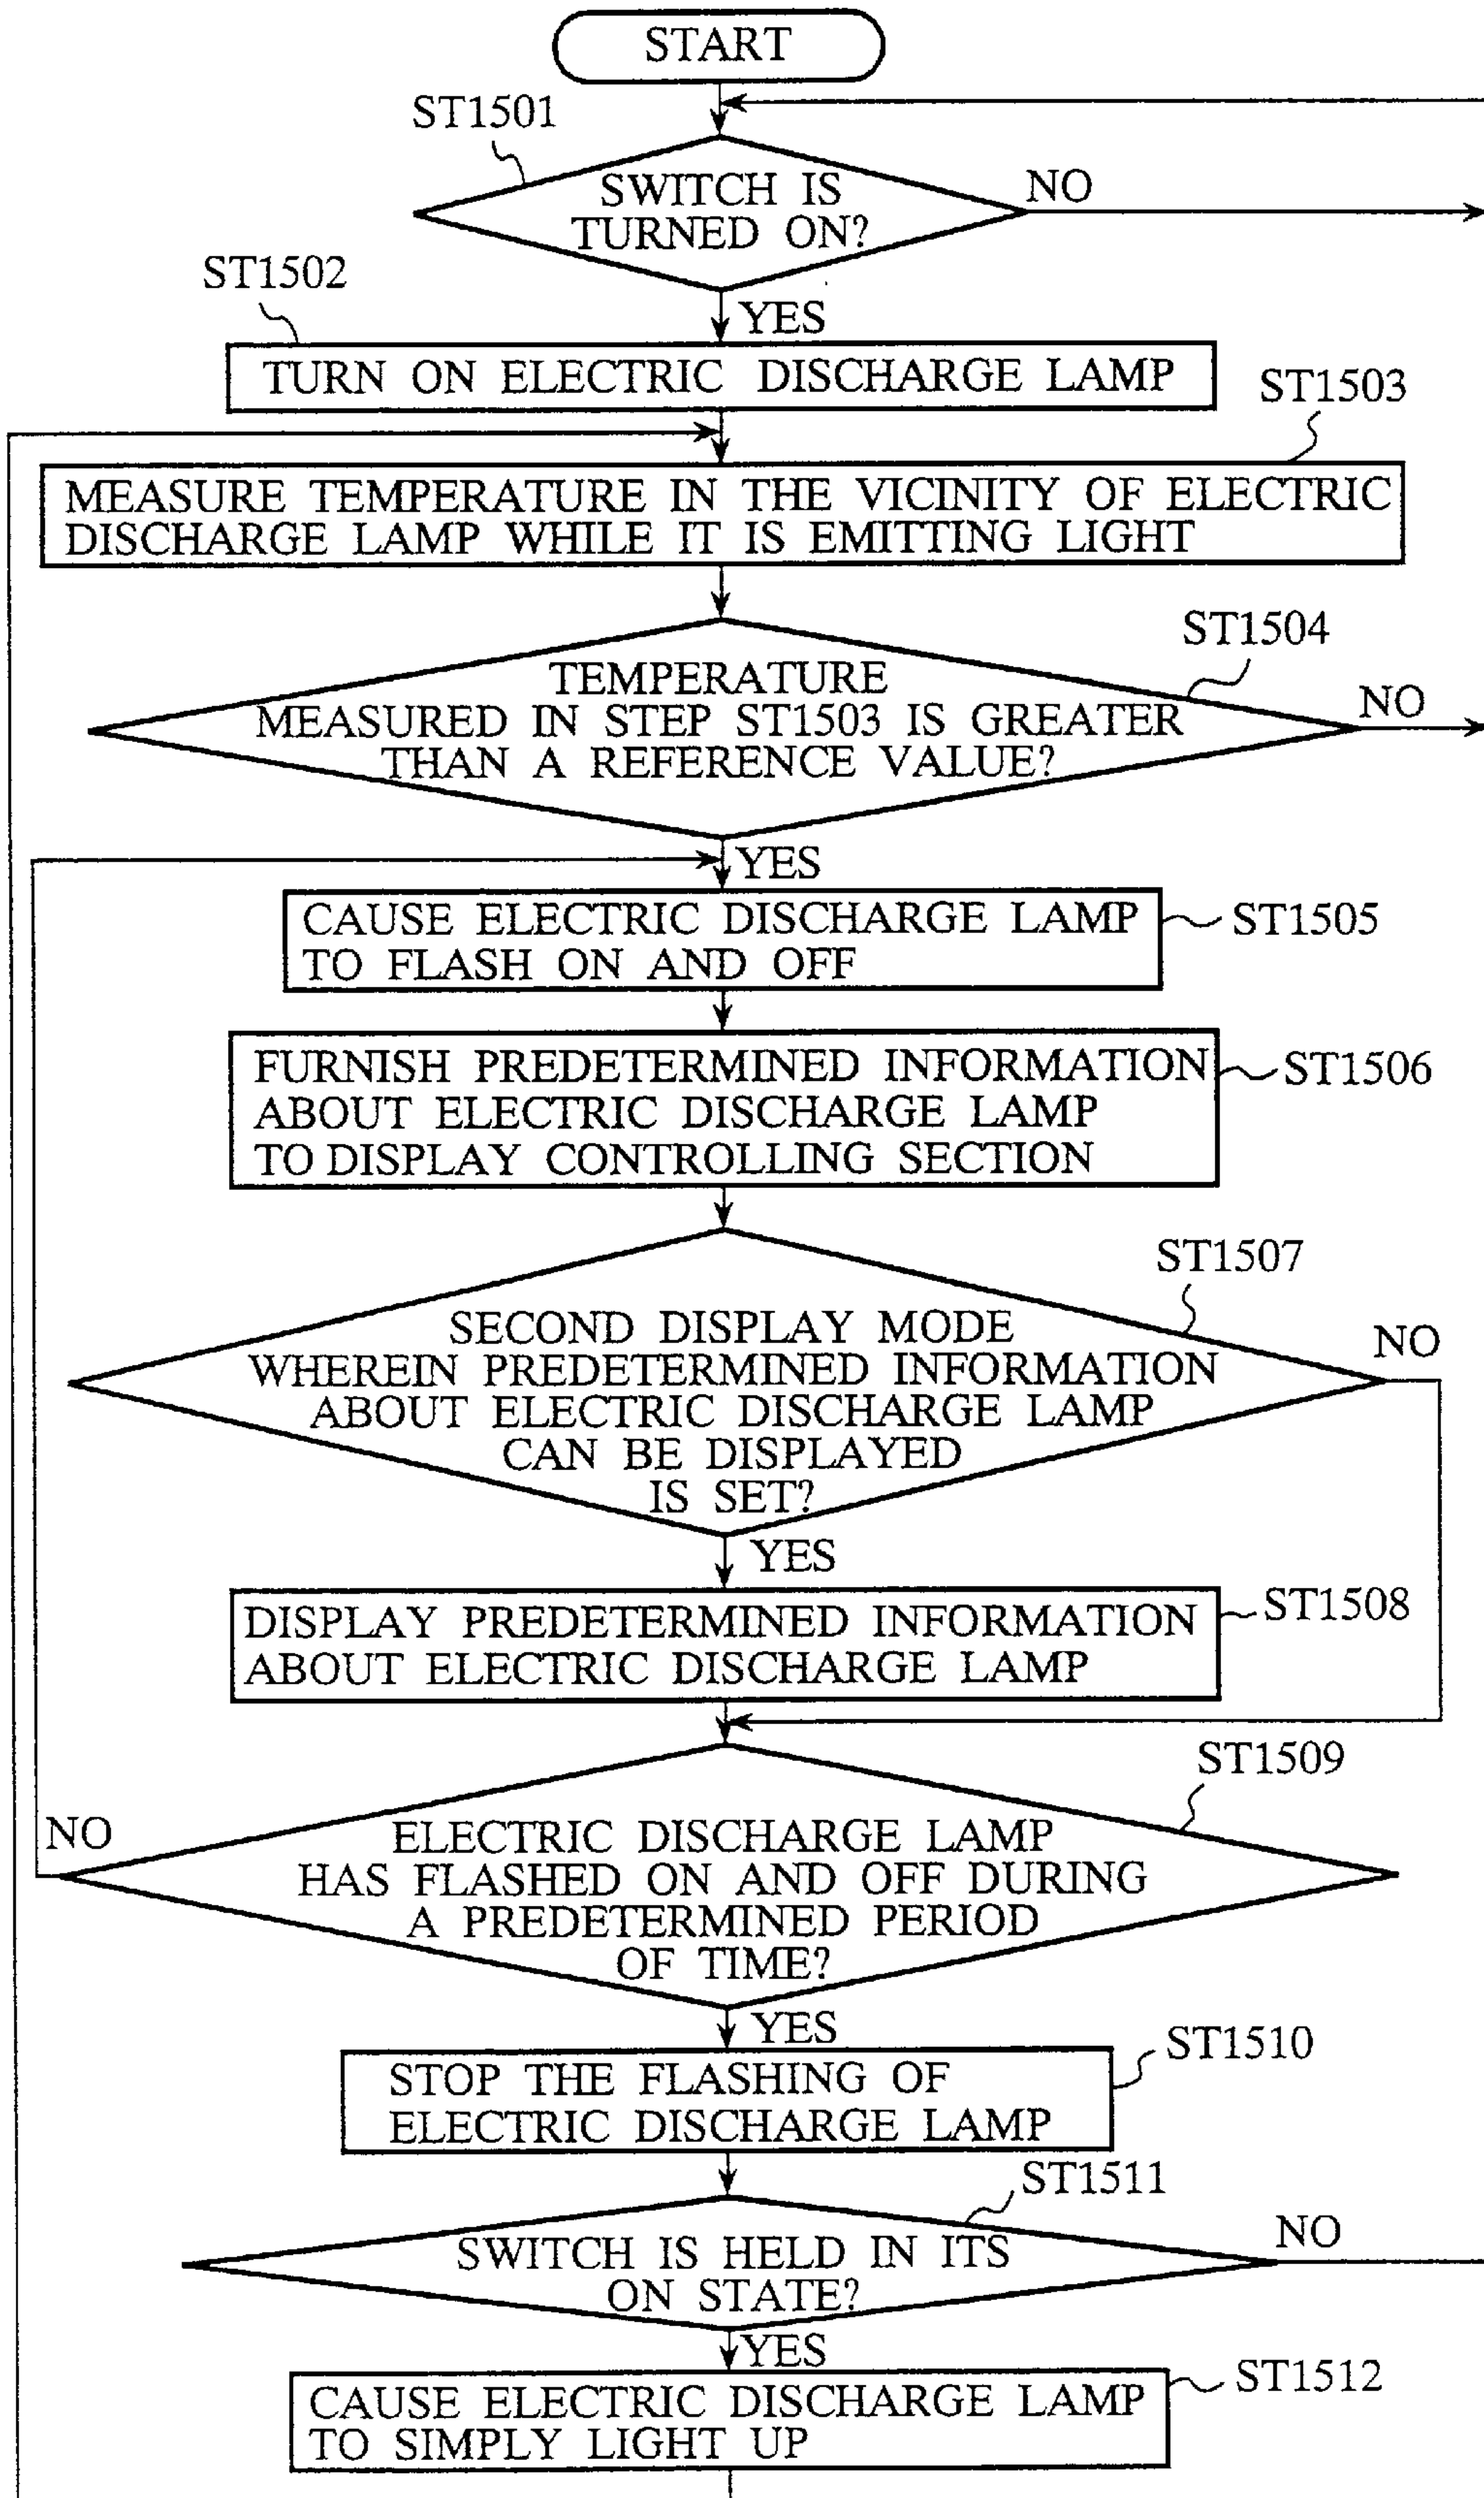 START
ST1501
SWITCH IS
TURNED ON?
NO
YES
ST1502
TURN ON ELECTRIC DISCHARGE LAMP
ST1503
MEASURE TEMPERATURE IN THE VICINITY OF ELECTRIC
DISCHARGE LAMP WHILE IT IS EMITTING LIGHT
ST1504
TEMPERATURE
MEASURED IN STEP ST1503 IS GREATER
THAN A REFERENCE VALUE?
NO
YES
CAUSE ELECTRIC DISCHARGE LAMP
TO FLASH ON AND OFF
ST1505
FURNISH PREDETERMINED INFORMATION
ABOUT ELECTRIC DISCHARGE LAMP
TO DISPLAY CONTROLLING SECTION
ST1506
ST1507
SECOND DISPLAY MODE
WHEREIN PREDETERMINED INFORMATION
ABOUT ELECTRIC DISCHARGE LAMP
CAN BE DISPLAYED
IS SET?
NO
YES
DISPLAY PREDETERMINED INFORMATION
ABOUT ELECTRIC DISCHARGE LAMP
ST1508
ST1509
NO
ELECTRIC DISCHARGE LAMP
HAS FLASHED ON AND OFF DURING
A PREDETERMINED PERIOD
OF TIME?
YES
ST1510
STOP THE FLASHING OF
ELECTRIC DISCHARGE LAMP
ST1511
SWITCH IS HELD IN ITS
ON STATE?
NO
YES
CAUSE ELECTRIC DISCHARGE LAMP
TO SIMPLY LIGHT UP
ST1512